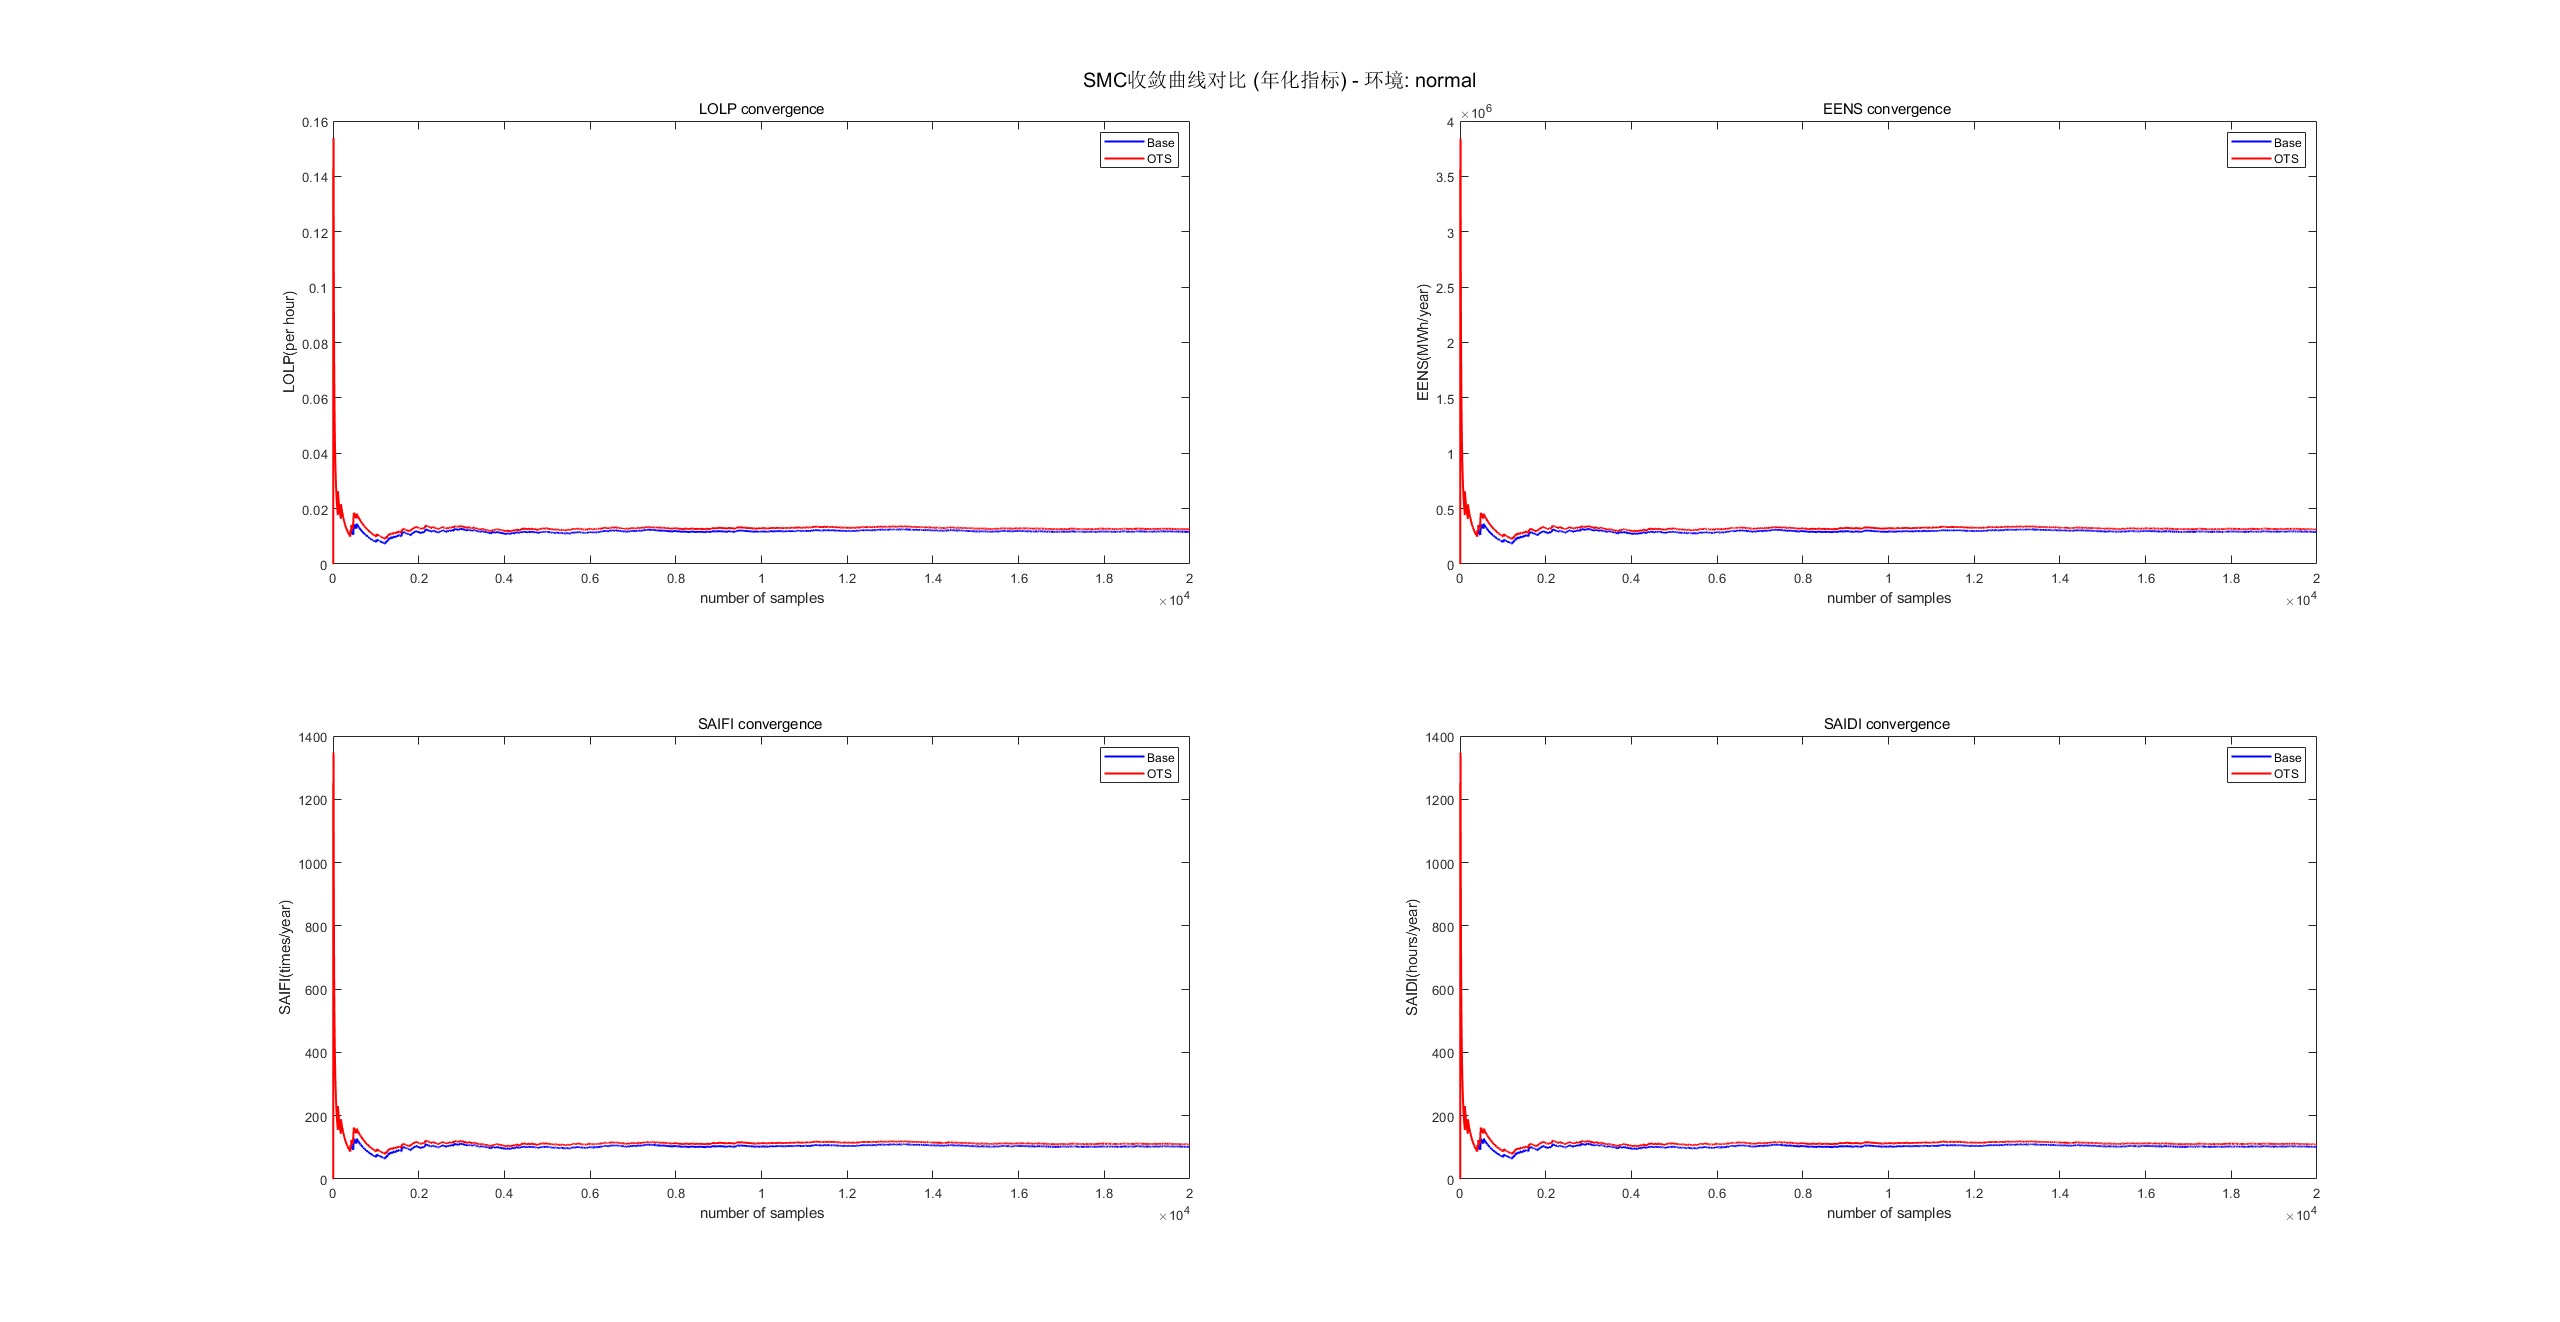 SMC收敛曲线对比 (年化指标) - 环境: normal
LOLP convergence
0.16
0.14
0.12
0.1
0.08
0.06
0.04
0.02
0
LOLP(per hour)
Base
OTS
0 0.2 0.4 0.6 0.8 1 1.2 1.4 1.6 1.8 2
number of samples
×10^4
EENS convergence
×10^6
4
3.5
3
2.5
2
1.5
1
0.5
0
EENS(MWh/year)
Base
OTS
0 0.2 0.4 0.6 0.8 1 1.2 1.4 1.6 1.8 2
number of samples
×10^4
SAIFI convergence
1400
1200
1000
800
600
400
200
0
SAIFI(times/year)
Base
OTS
0 0.2 0.4 0.6 0.8 1 1.2 1.4 1.6 1.8 2
number of samples
×10^4
SAIDI convergence
1400
1200
1000
800
600
400
200
0
SAIDI(hours/year)
Base
OTS
0 0.2 0.4 0.6 0.8 1 1.2 1.4 1.6 1.8 2
number of samples
×10^4